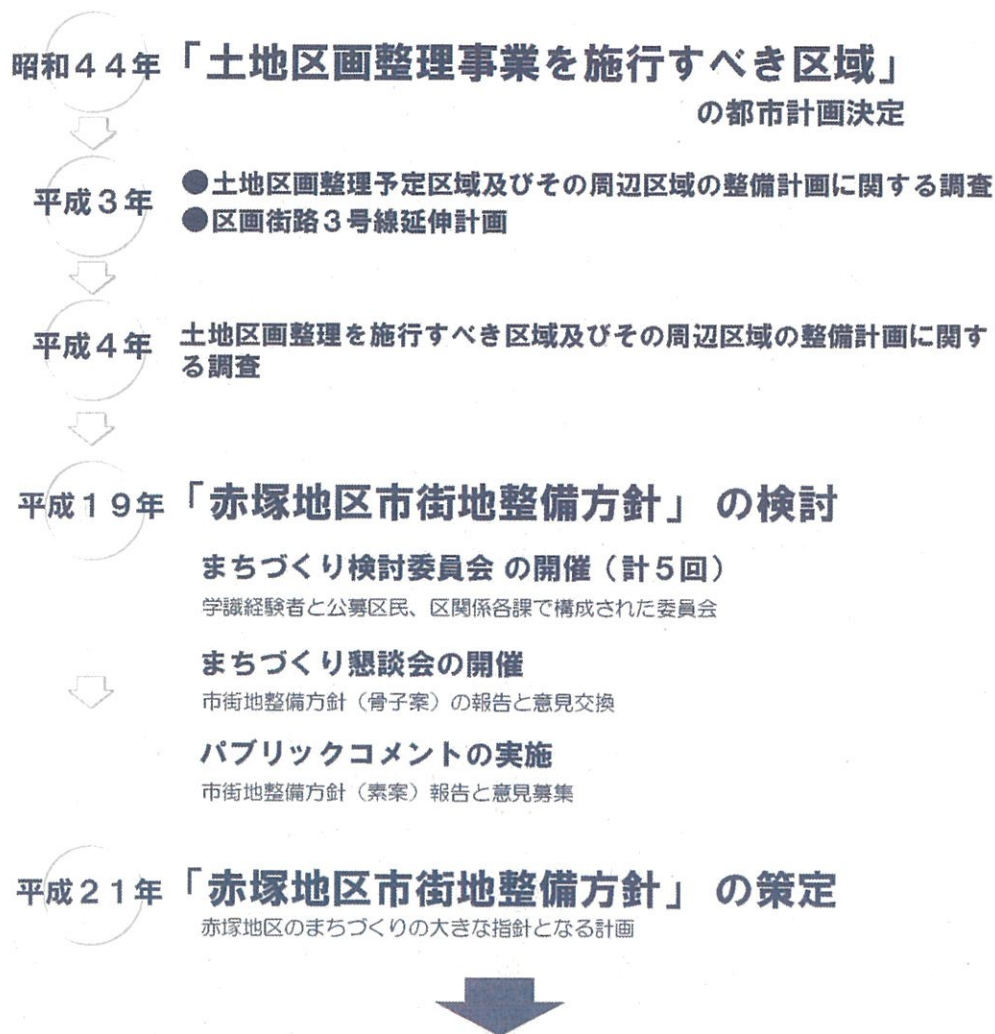 昭和44年「土地区画整理事業を施行すべき区域」
の都市計画決定
平成3年
●土地区画整理予定区域及びその周辺区域の整備計画に関する調査
●区画街路3号線延伸計画
平成4年
土地区画整理を施行すべき区域及びその周辺区域の整備計画に関す
る調査
平成19年「赤塚地区市街地整備方針」の検討
まちづくり検討委員会の開催(計5回)
学識経験者と公募区民、区関係各課で構成された委員会
まちづくり懇談会の開催
市街地整備方針(骨子案)の報告と意見交換
パブリックコメントの実施
市街地整備方針(素案)報告と意見募集
平成21年「赤塚地区市街地整備方針」の策定
赤塚地区のまちづくりの大きな指針となる計画